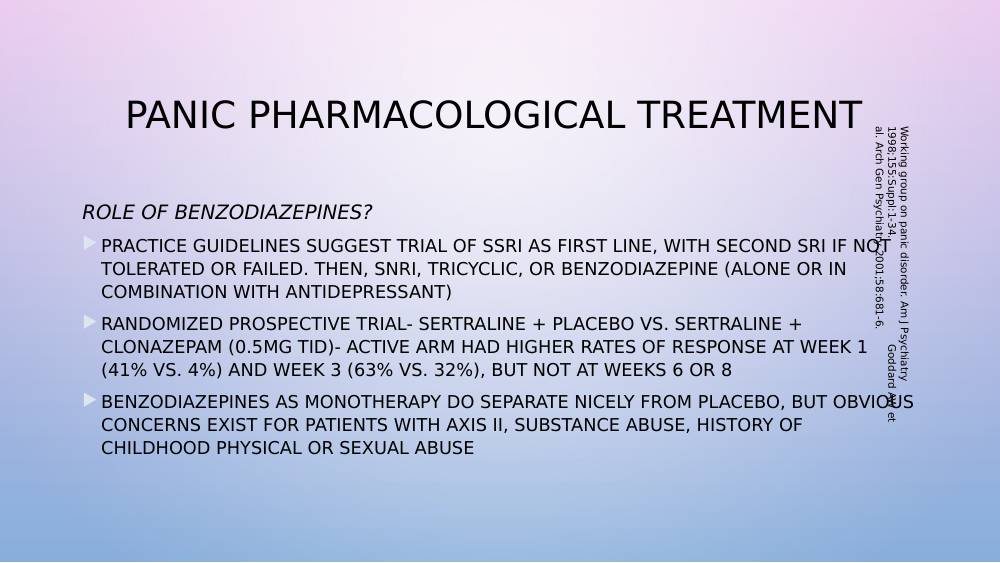 PANIC PHARMACOLOGICAL TREATMENT
ROLE OF BENZODIAZEPINES?
PRACTICE GUIDELINES SUGGEST TRIAL OF SSRI AS FIRST LINE, WITH SECOND SRI IF NOT
TOLERATED OR FAILED. THEN, SNRI, TRICYCLIC, OR BENZODIAZEPINE (ALONE OR IN
COMBINATION WITH ANTIDEPRESSANT)
RANDOMIZED PROSPECTIVE TRIAL- SERTRALINE + PLACEBO VS. SERTRALINE +
CLONAZEPAM (0.5MG TID)- ACTIVE ARM HAD HIGHER RATES OF RESPONSE AT WEEK 1
(41% VS. 4%) AND WEEK 3 (63% VS. 32%), BUT NOT AT WEEKS 6 OR 8
BENZODIAZEPINES AS MONOTHERAPY DO SEPARATE NICELY FROM PLACEBO, BUT OBVIOUS
CONCERNS EXIST FOR PATIENTS WITH AXIS II, SUBSTANCE ABUSE, HISTORY OF
CHILDHOOD PHYSICAL OR SEXUAL ABUSE
Working group on panic disorder. Am J Psychiatry
1998;155:Suppl:1-34. Goddard AW et
al. Arch Gen Psychiatry 2001;58:681-6.